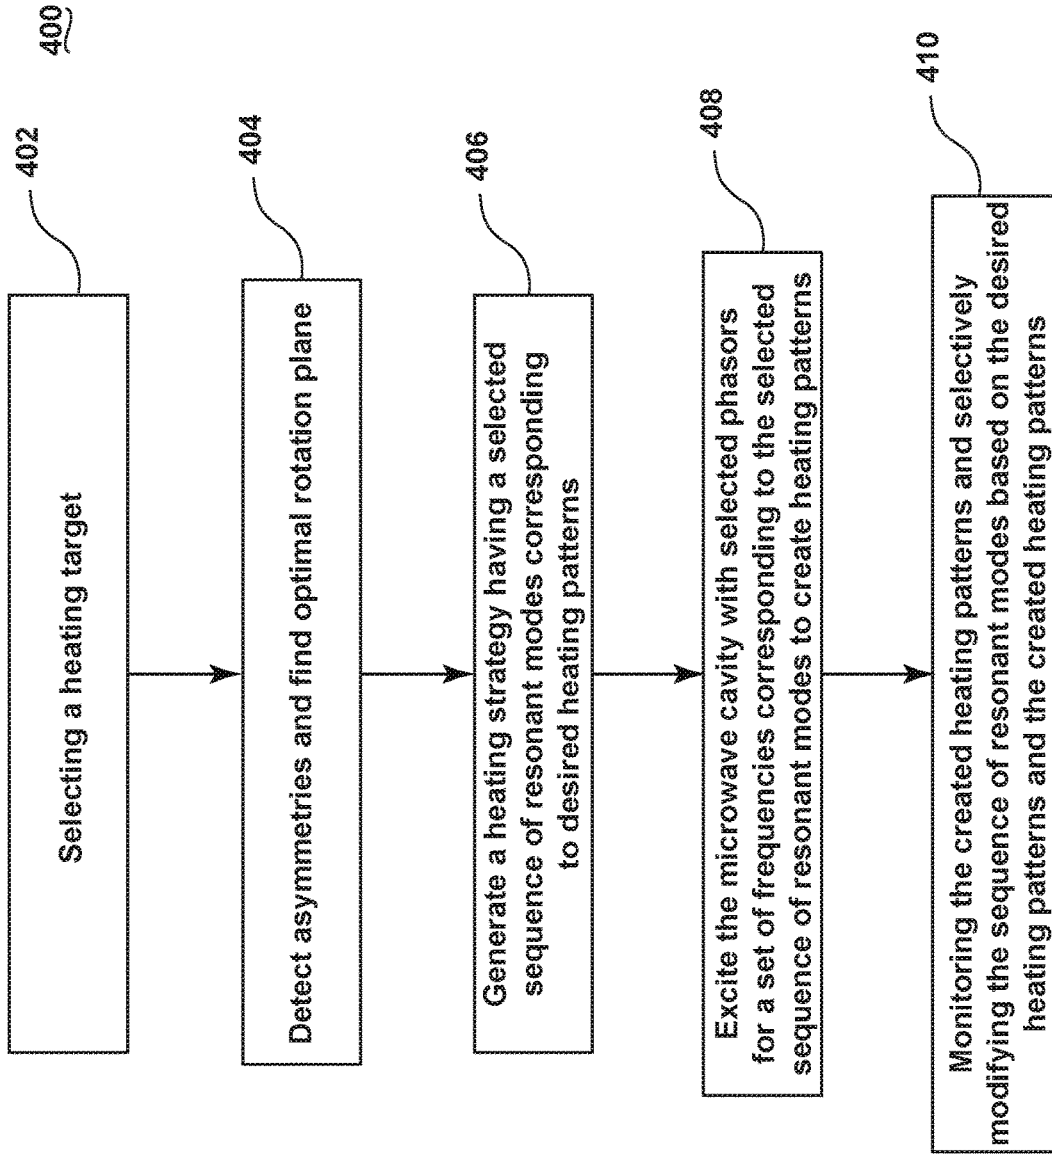 400
402
Selecting a heating target
404
Detect asymmetries and find optimal rotation plane
406
Generate a heating strategy having a selected
sequence of resonant modes corresponding
to desired heating patterns
408
Excite the microwave cavity with selected phasors
for a set of frequencies corresponding to the selected
sequence of resonant modes to create heating patterns
410
Monitoring the created heating patterns and selectively
modifying the sequence of resonant modes based on the desired
heating patterns and the created heating patterns